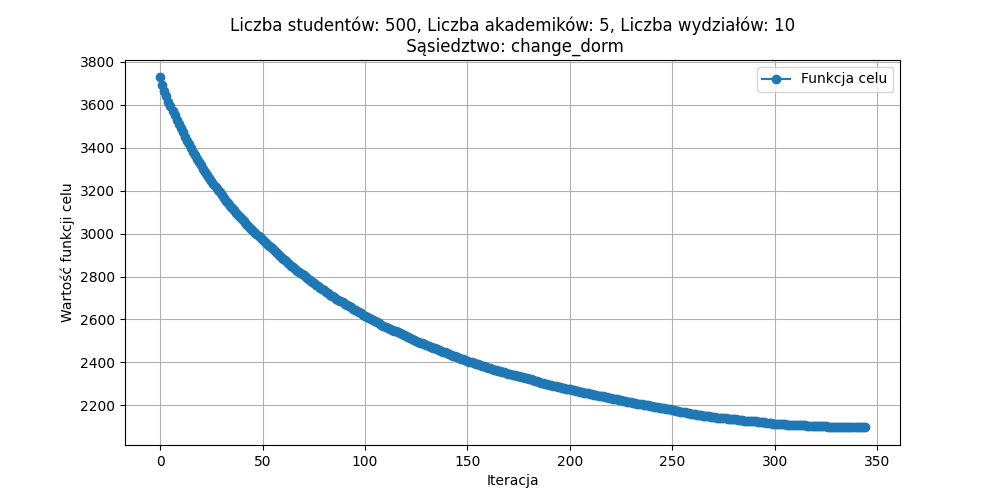 Liczba studentów: 500, Liczba akademików: 5, Liczba wydziałów: 10
Sąsiedztwo: change_dorm
Funkcja celu
Wartość funkcji celu
3800
3600
3400
3200
3000
2800
2600
2400
2200
0 50 100 150 200 250 300 350
Iteracja